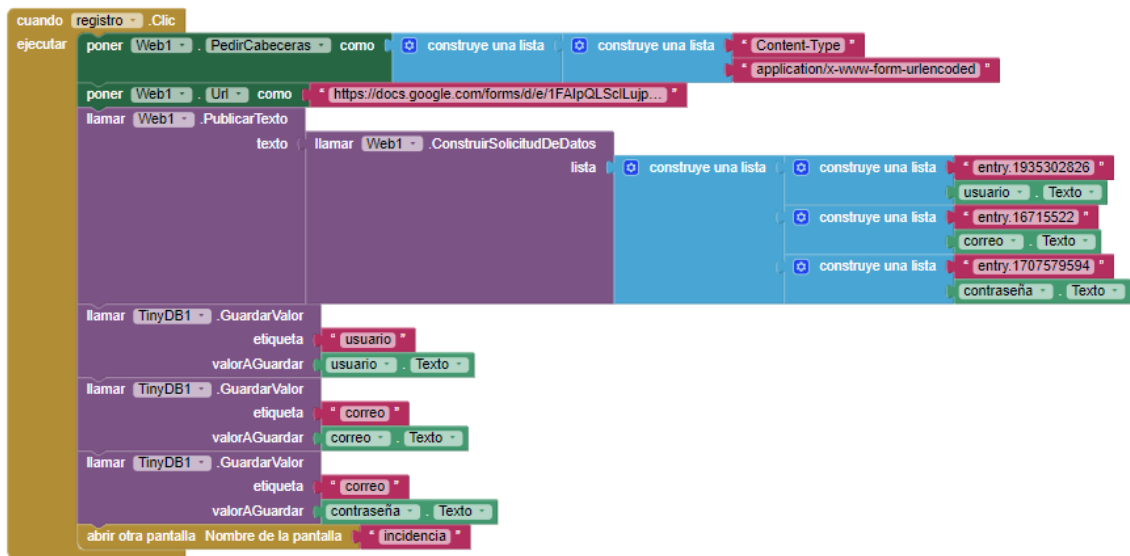 cuando registro .Clic
ejecutar poner Web1 . PedirCabeceras como construye una lista construye una lista " Content-Type "
" application/x-www-form-urlencoded "
poner Web1 . Url como " https://docs.google.com/forms/d/e/1FAIpQLSclLujp... "
llamar Web1 .PublicarTexto
texto llamar Web1 .ConstruirSolicitudDeDatos
lista construye una lista construye una lista " entry.1935302826 "
usuario . Texto
construye una lista " entry.16715522 "
correo . Texto
construye una lista " entry.1707579594 "
contraseña . Texto
llamar TinyDB1 .GuardarValor
etiqueta " usuario "
valorAGuardar usuario . Texto
llamar TinyDB1 .GuardarValor
etiqueta " correo "
valorAGuardar correo . Texto
llamar TinyDB1 .GuardarValor
etiqueta " correo "
valorAGuardar contraseña . Texto
abrir otra pantalla Nombre de la pantalla " incidencia "